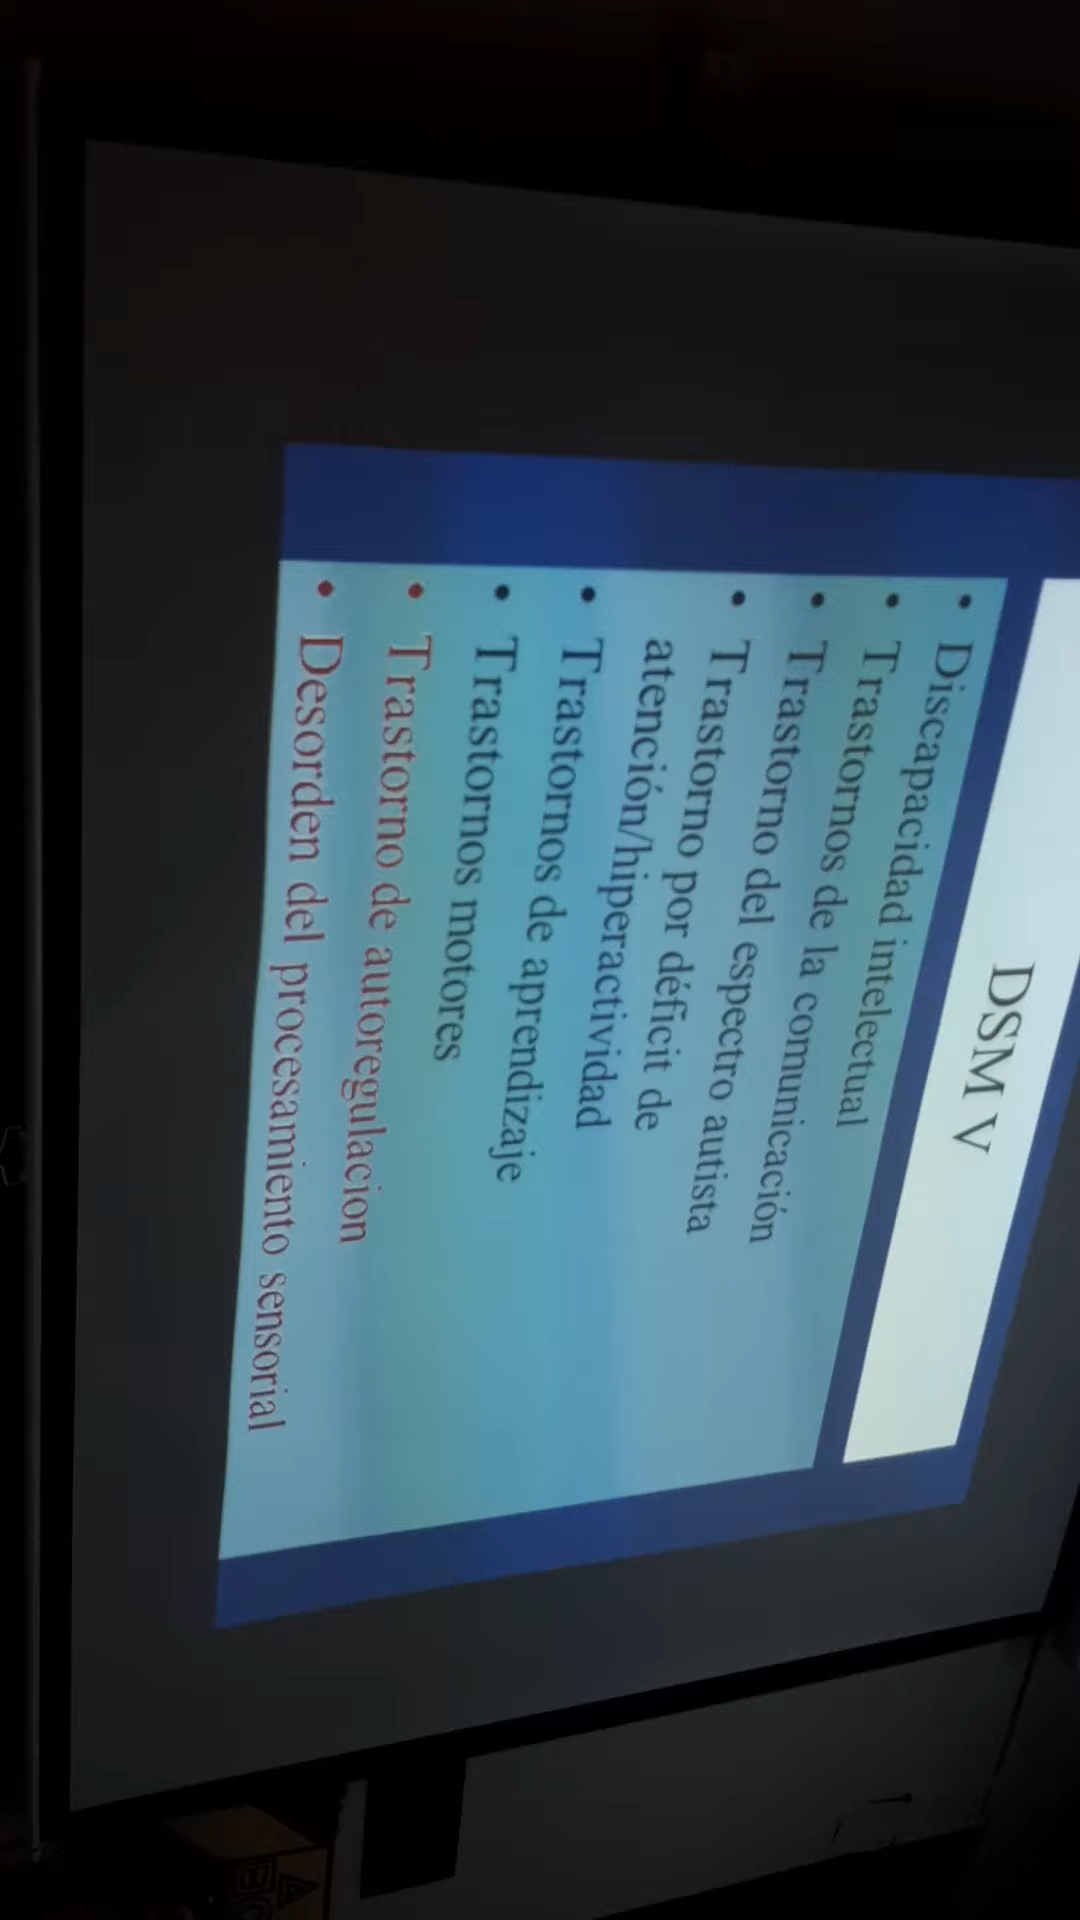 DSM V
• Discapacidad intelectual
• Trastornos de la comunicación
• Trastorno del espectro autista
• Trastorno por déficit de
atención/hiperactividad
• Trastornos de aprendizaje
• Trastornos motores
• Trastorno de autoregulacion
• Desorden del procesamiento sensorial